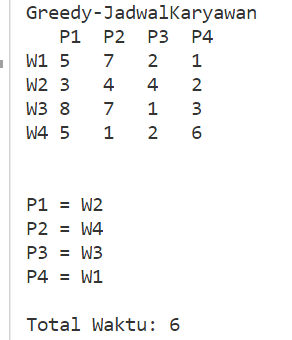 Greedy-JadwalKaryawan
P1 P2 P3 P4
W1 5 7 2 1
W2 3 4 4 2
W3 8 7 1 3
W4 5 1 2 6
P1 = W2
P2 = W4
P3 = W3
P4 = W1
Total Waktu: 6